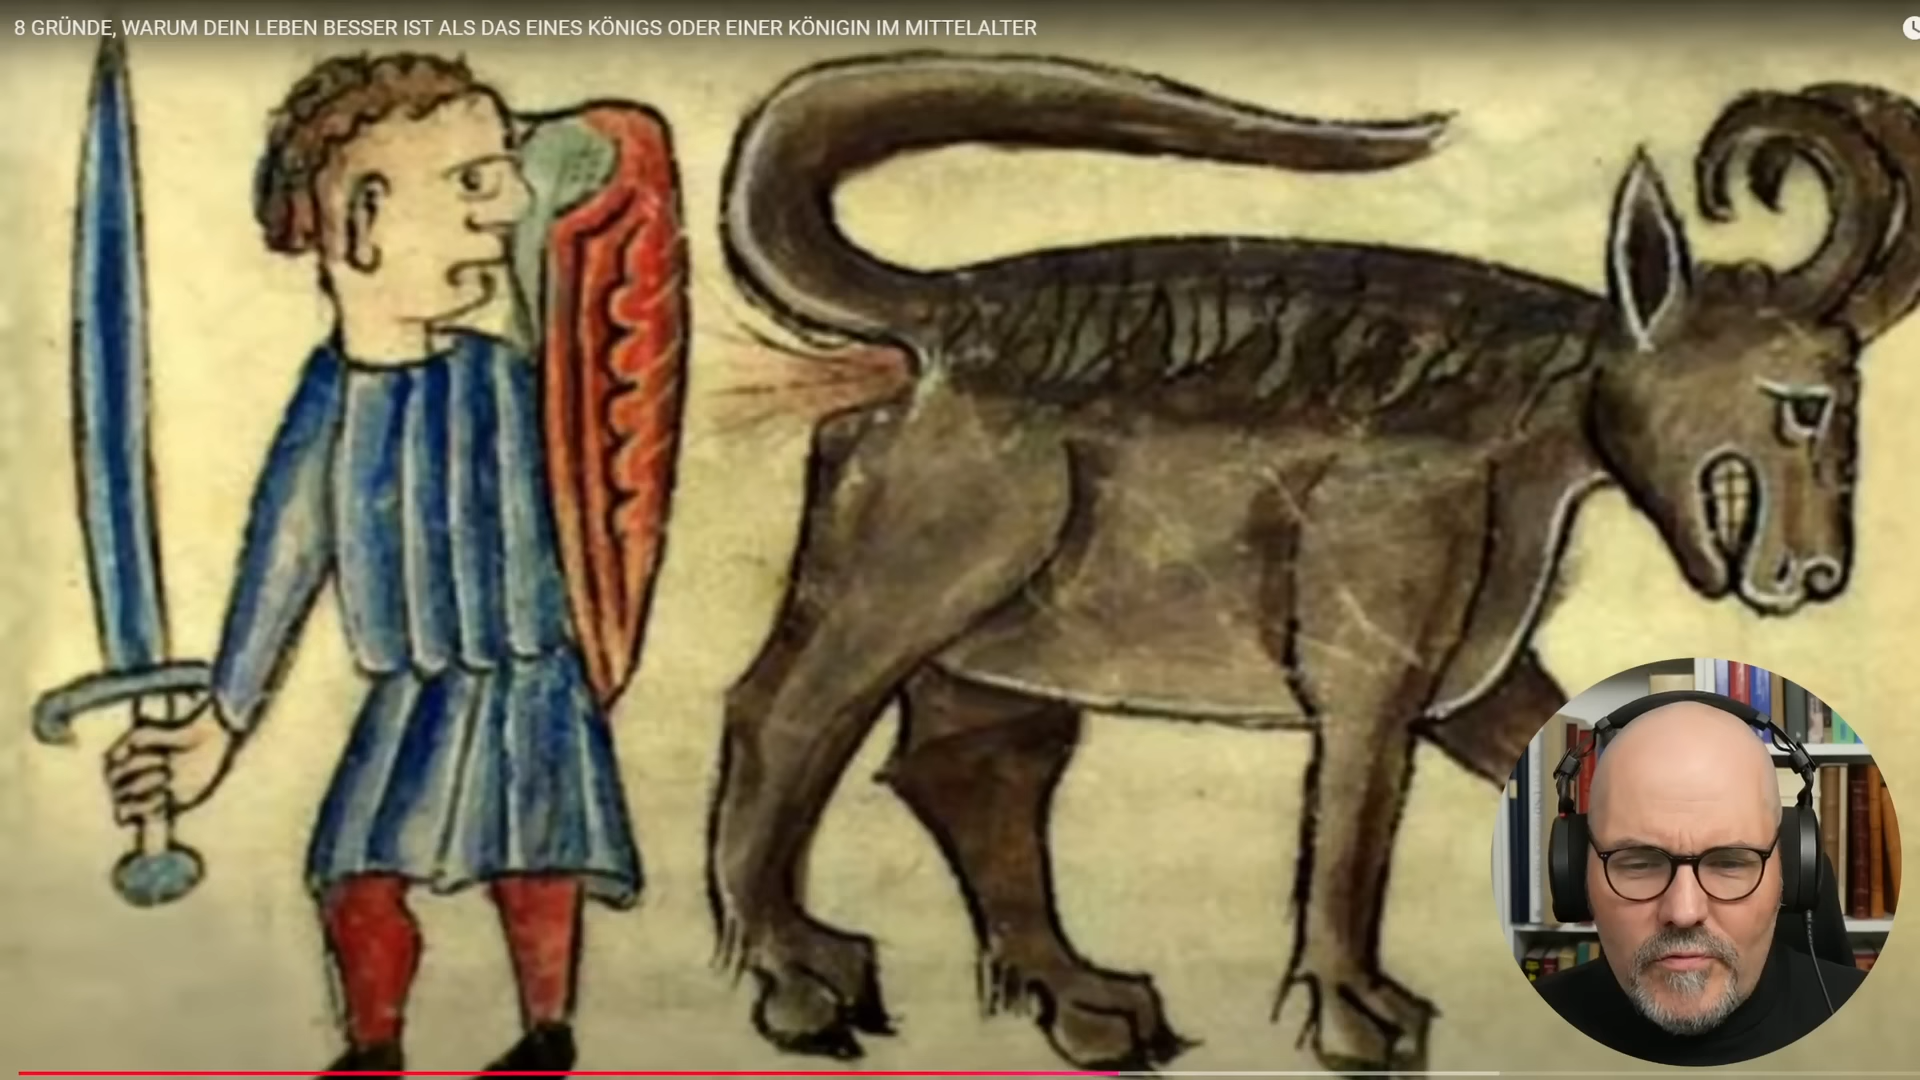 8 GRÜNDE, WARUM DEIN LEBEN BESSER IST ALS DAS EINES KÖNIGS ODER EINER KÖNIGIN IM MITTELALTER